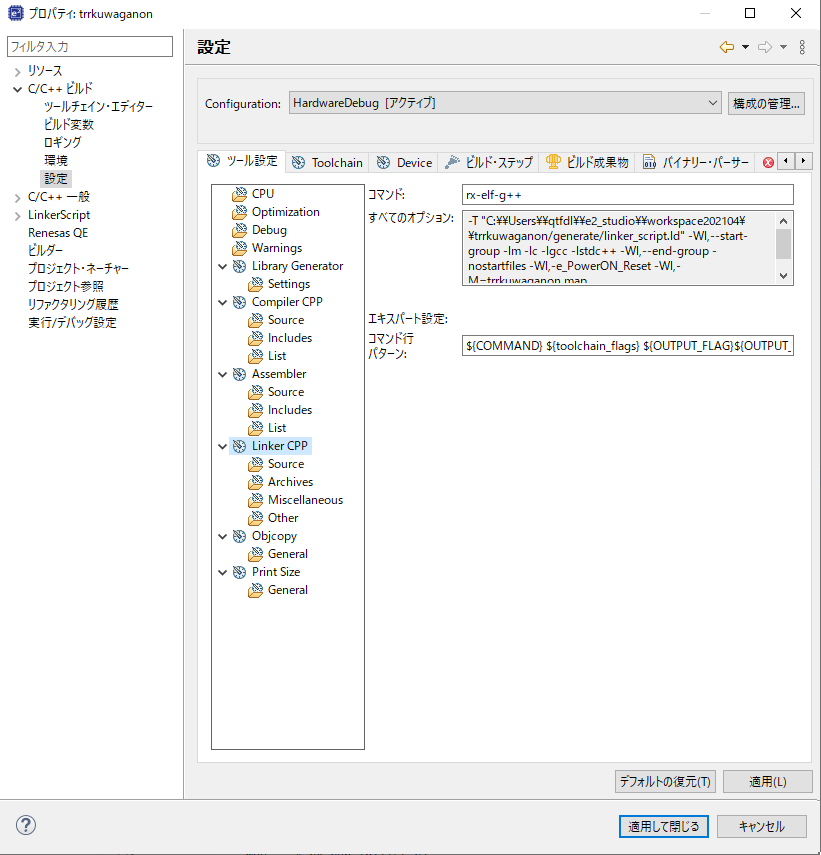 プロパティ: trrkuwaganon
フィルタ入力
リソース
C/C++ ビルド
ツールチェイン・エディター
ビルド変数
ロギング
環境
設定
C/C++ 一般
LinkerScript
Renesas QE
ビルダー
プロジェクト・ネーチャー
プロジェクト参照
リファクタリング履歴
実行/デバッグ設定
設定
Configuration:
HardwareDebug [アクティブ]
構成の管理...
ツール設定
Toolchain
Device
ビルド・ステップ
ビルド成果物
バイナリー・パーサー
CPU
Optimization
Debug
Warnings
Library Generator
Settings
Compiler CPP
Source
Includes
List
Assembler
Source
Includes
List
Linker CPP
Source
Archives
Miscellaneous
Other
Objcopy
General
Print Size
General
コマンド:
rx-elf-g++
すべてのオプション:
-T "C:¥¥Users¥¥qtfdl¥¥e2_studio¥¥workspace202104¥
¥trrkuwaganon/generate/linker_script.ld" -Wl,--start-
group -lm -lc -lgcc -lstdc++ -Wl,--end-group -
nostartfiles -Wl,-e_PowerON_Reset -Wl,-
M=trrkuwaganon.map
エキスパート設定:
コマンド行
パターン:
${COMMAND} ${toolchain_flags} ${OUTPUT_FLAG}${OUTPUT_
デフォルトの復元(T)
適用(L)
適用して閉じる
キャンセル